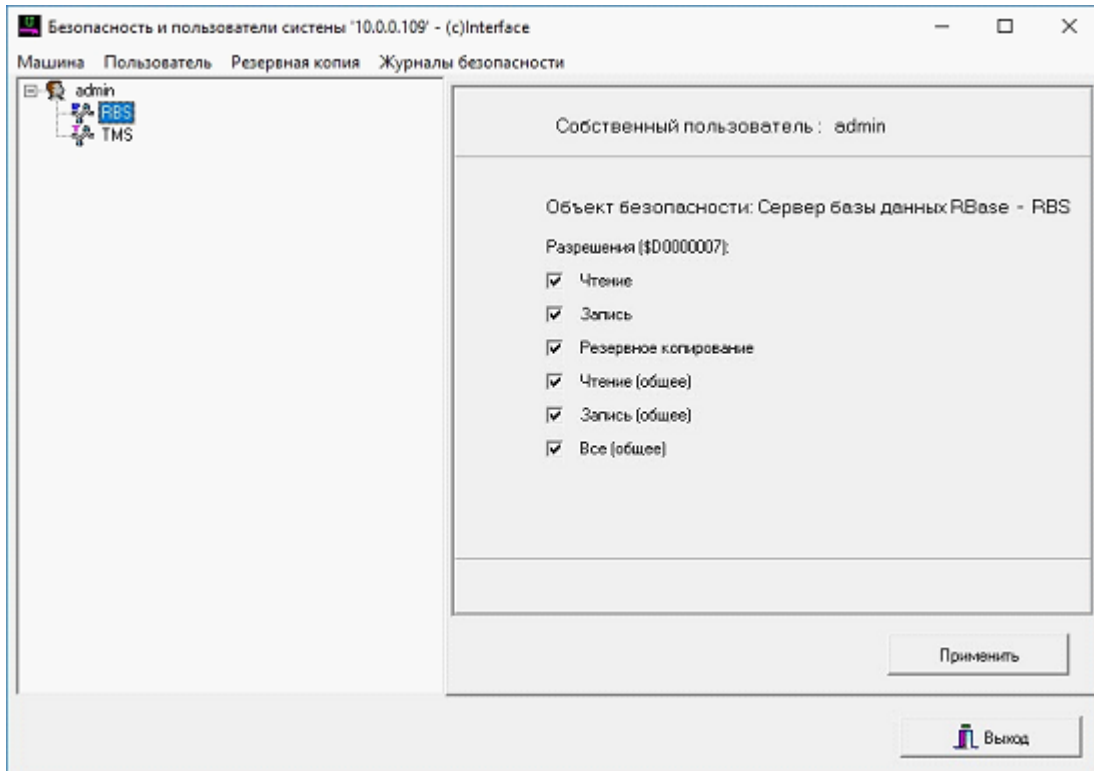 Безопасность и пользователи системы '10.0.0.109' - (c)Interface
Машина Пользователь Резервная копия Журналы безопасности
admin
RBS
TMS
Собственный пользователь : admin
Объект безопасности: Сервер базы данных RBase - RBS
Разрешения ($D0000007):
Чтение
Запись
Резервное копирование
Чтение (общее)
Запись (общее)
Все (общее)
Применить
Выход